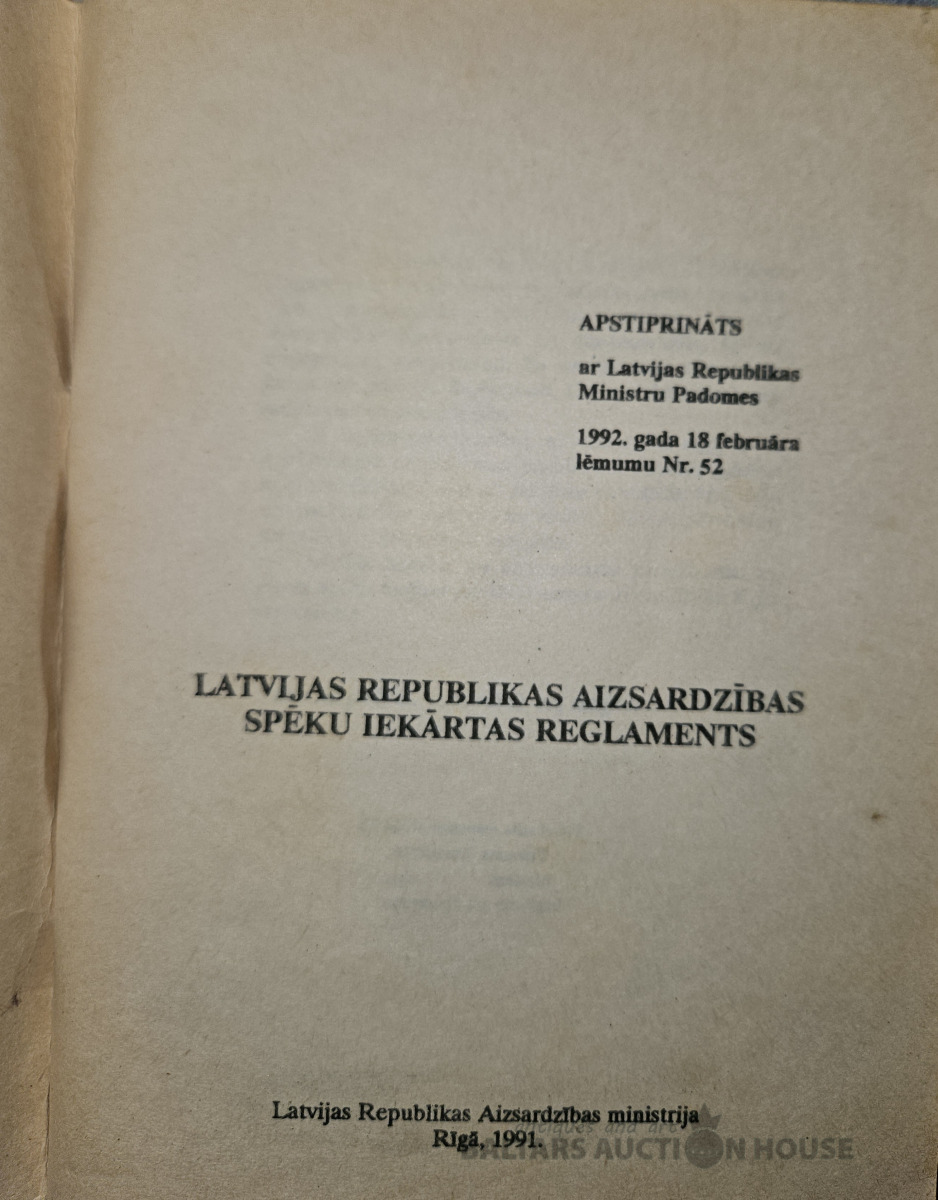 APSTIPRINĀTS
ar Latvijas Republikas
Ministru Padomes
1992. gada 18 februāra
lēmumu Nr. 52
LATVIJAS REPUBLIKAS AIZSARDZĪBAS
SPĒKU IEKĀRTAS REGLAMENTS
Latvijas Republikas Aizsardzības ministrija
Rīgā, 1991.
BALTARS AUCTION HOUSE